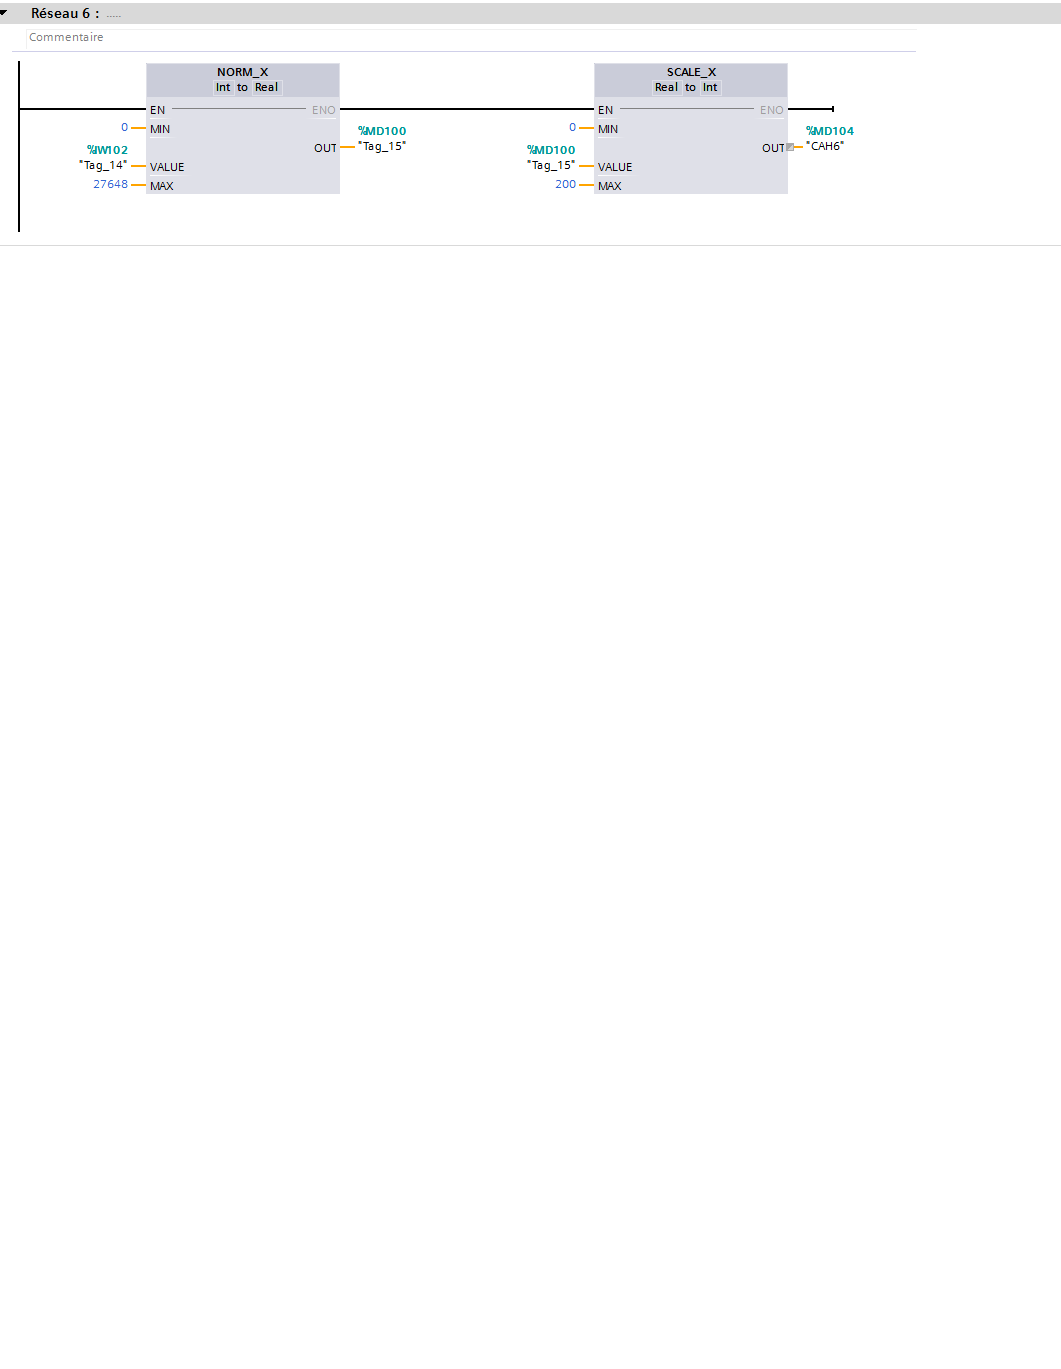 Réseau 6 : .....
Commentaire
NORM_X
Int to Real
EN ENO
0 MIN
%MD100
OUT "Tag_15"
%IW102
"Tag_14" VALUE
27648 MAX
SCALE_X
Real to Int
EN ENO
0 MIN
%MD104
OUT "CAH6"
%MD100
"Tag_15" VALUE
200 MAX